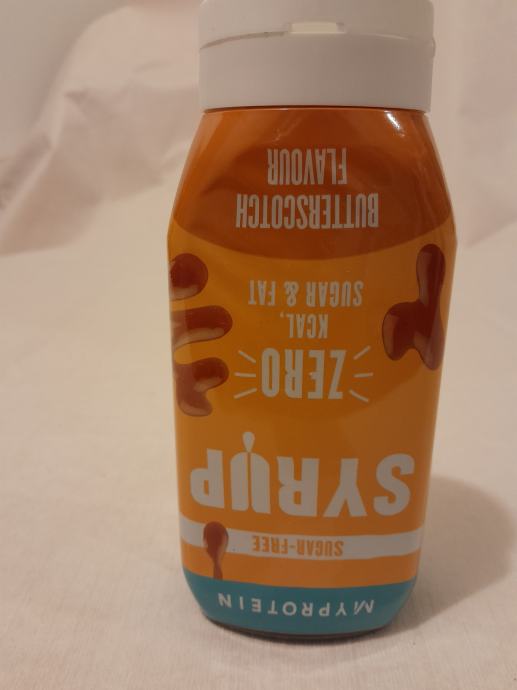 MYPROTEIN
SUGAR-FREE
SYRUP
ZERO
KCAL,
SUGAR & FAT
BUTTERSCOTCH
FLAVOUR